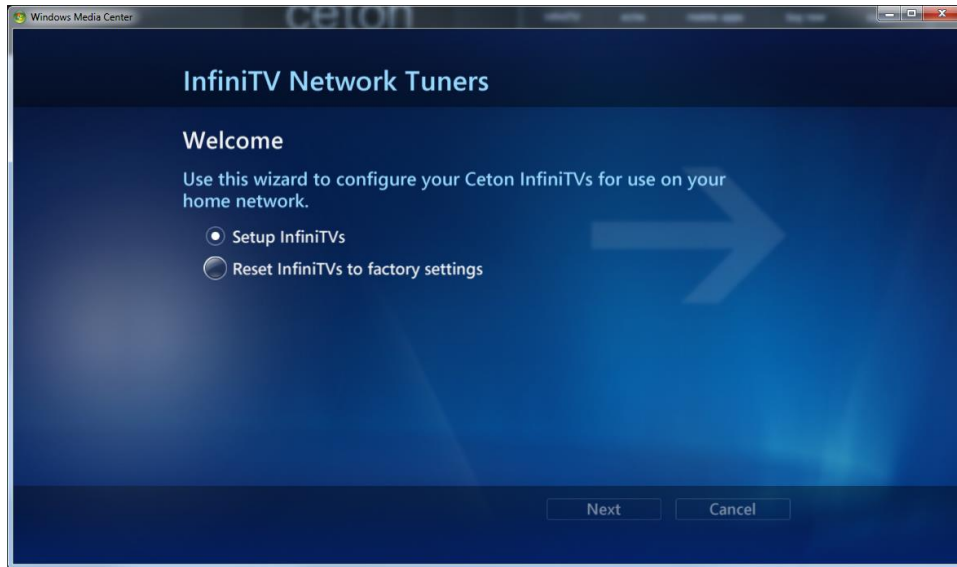 Windows Media Center
ceton
InfiniTV Network Tuners
Welcome
Use this wizard to configure your Ceton InfiniTVs for use on your
home network.
Setup InfiniTVs
Reset InfiniTVs to factory settings
Next Cancel